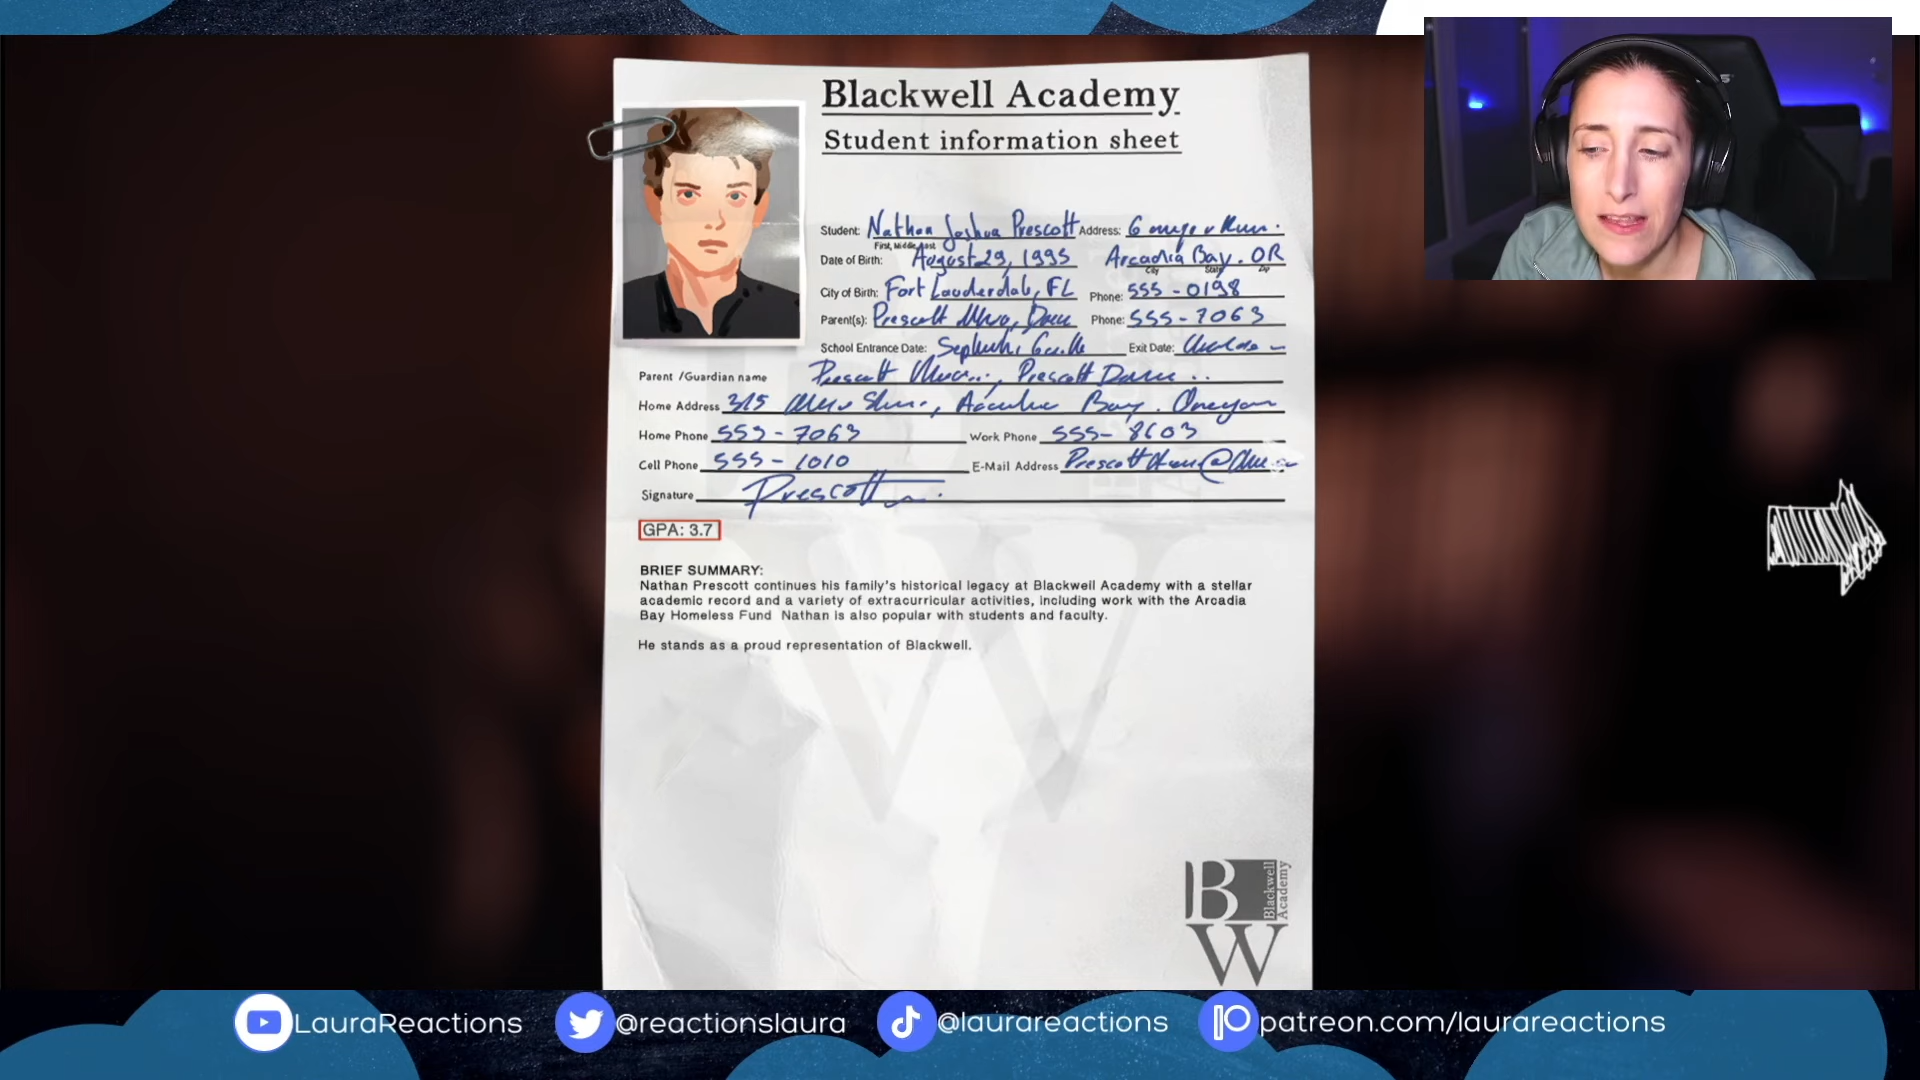 Blackwell Academy
Student information sheet
Student: Nathan Joshua Prescott Address: 6
First, Middle, Last
Date of Birth: August 29, 1995 Arcadia Bay. OR
City State Zip
City of Birth: Fort Lauderdale, FL Phone: 555-0198
Parent(s): Prescott Phone: 555-7063
School Entrance Date: Exit Date:
Parent /Guardian name Prescott Prescott
Home Address 315 Bay.
Home Phone 555-7063 Work Phone 555-8603
Cell Phone 555-1010 E-Mail Address
Signature Prescott
GPA: 3.7
BRIEF SUMMARY:
Nathan Prescott continues his family's historical legacy at Blackwell Academy with a stellar
academic record and a variety of extracurricular activities, including work with the Arcadia
Bay Homeless Fund Nathan is also popular with students and faculty.
He stands as a proud representation of Blackwell.
BW
Blackwell
Academy
LauraReactions @reactionslaura @laurareactions patreon.com/laurareactions